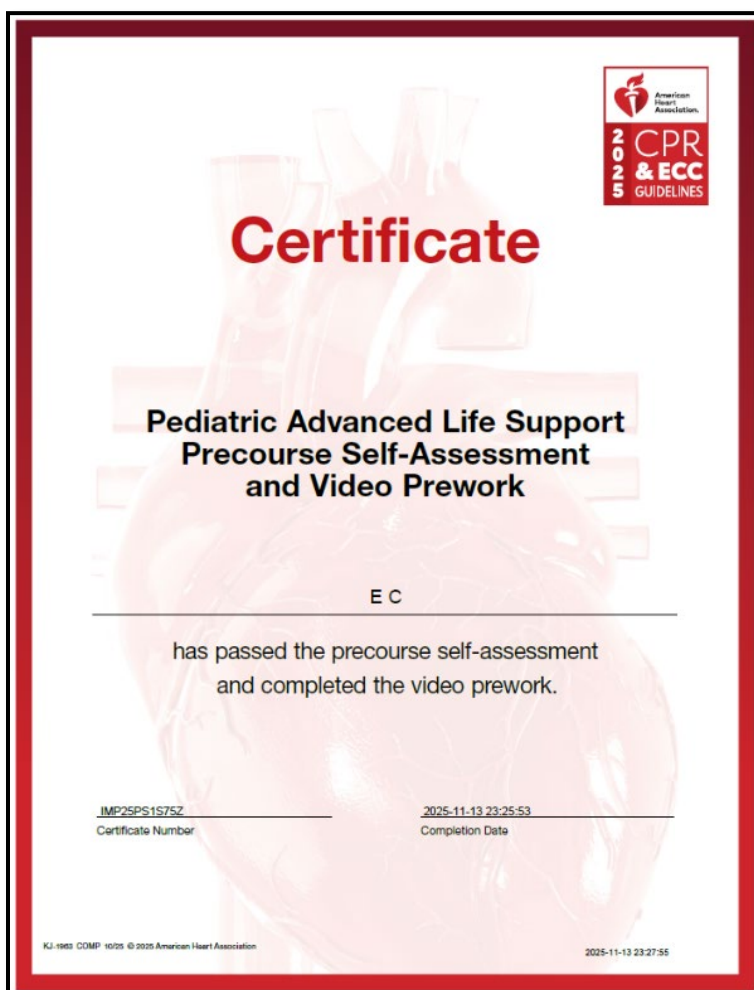 American
Heart
Association.
2025
CPR
& ECC
GUIDELINES
Certificate
Pediatric Advanced Life Support
Precourse Self-Assessment
and Video Prework
E C
has passed the precourse self-assessment
and completed the video prework.
IMP25PS1S75Z 2025-11-13 23:25:53
Certificate Number Completion Date
KJ-1963 COMP 10/25 © 2025 American Heart Association 2025-11-13 23:27:55